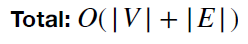 Total: O(|V| + |E|)